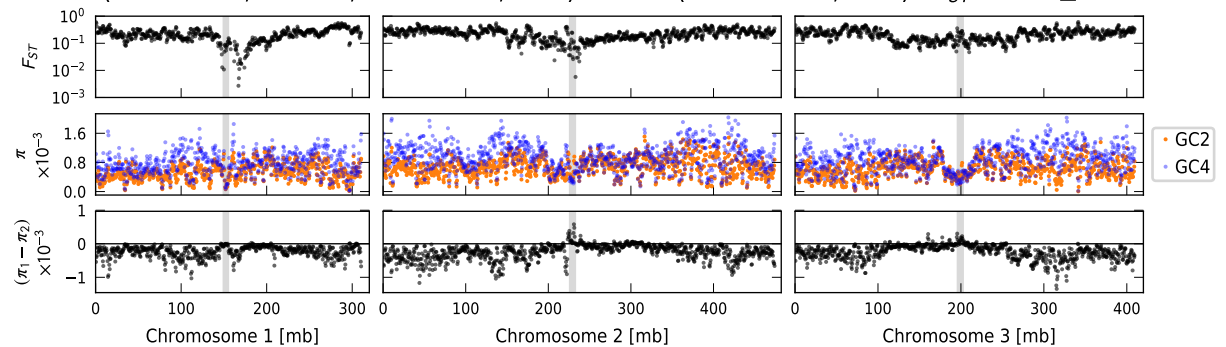 10⁰
10⁻¹
10⁻²
10⁻³
F_ST
1.6
0.8
0.0
π
×10⁻³
GC2
GC4
1
0
−1
(π₁ − π₂)
×10⁻³
0 100 200 300
0 100 200 300 400
0 100 200 300 400
Chromosome 1 [mb]
Chromosome 2 [mb]
Chromosome 3 [mb]